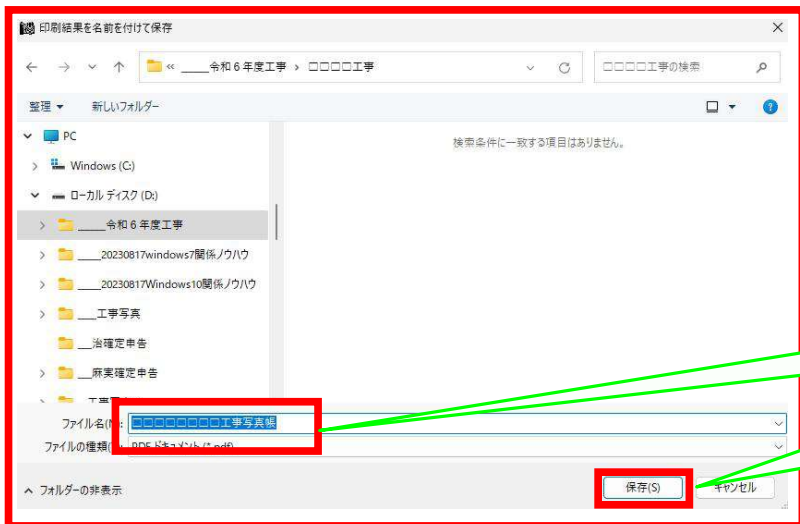 印刷結果を名前を付けて保存
« ____令和６年度工事 › □□□□工事
□□□□工事の検索
整理 新しいフォルダー
検索条件に一致する項目はありません。
PC
Windows (C:)
ローカル ディスク (D:)
____令和６年度工事
____20230817windows7関係ノウハウ
____20230817Windows10関係ノウハウ
___工事写真
__治確定申告
__麻実確定申告
ファイル名(N): □□□□□□□□工事写真帳
ファイルの種類(T): PDF ドキュメント (*.pdf)
フォルダーの非表示
保存(S)
キャンセル